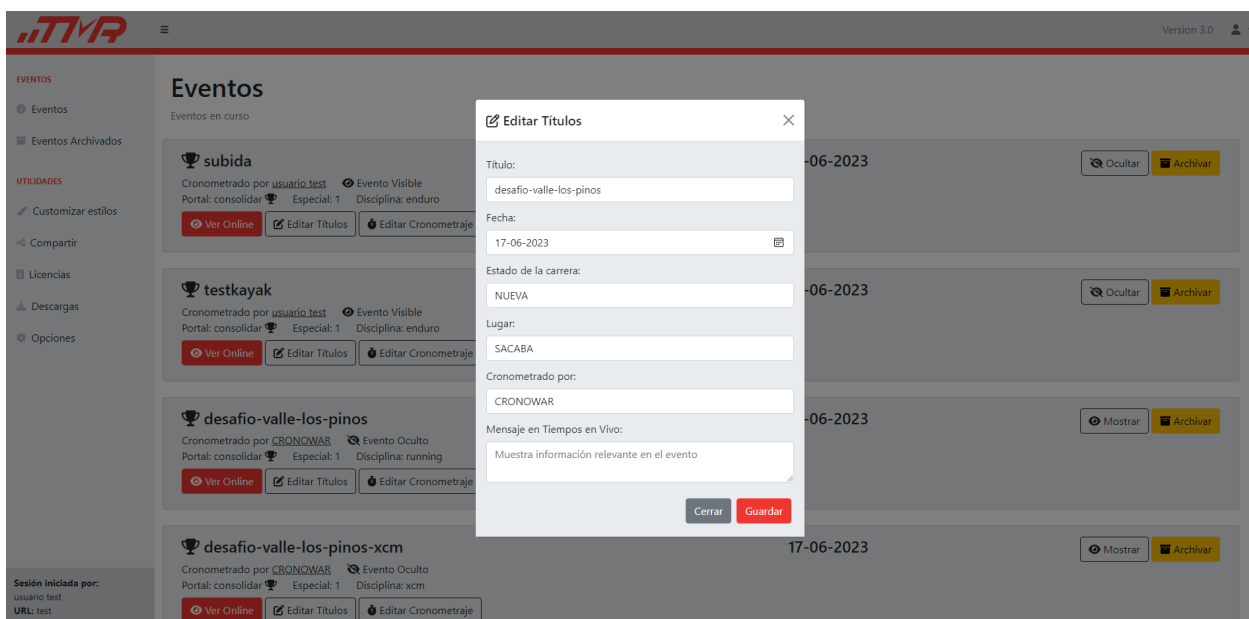 TMR
Version 3.0
EVENTOS
Eventos
Eventos Archivados
UTILIDADES
Customizar estilos
Compartir
Licencias
Descargas
Opciones
Sesión iniciada por:
usuario test
URL: test
Eventos
Eventos en curso
subida
-06-2023
Ocultar
Archivar
Cronometrado por usuario test Evento Visible
Portal: consolidar Especial: 1 Disciplina: enduro
Ver Online
Editar Títulos
Editar Cronometraje
testkayak
-06-2023
Ocultar
Archivar
Cronometrado por usuario test Evento Visible
Portal: consolidar Especial: 1 Disciplina: enduro
Ver Online
Editar Títulos
Editar Cronometraje
desafio-valle-los-pinos
-06-2023
Mostrar
Archivar
Cronometrado por CRONOWAR Evento Oculto
Portal: consolidar Especial: 1 Disciplina: running
Ver Online
Editar Títulos
Editar Cronometraje
desafio-valle-los-pinos-xcm
17-06-2023
Mostrar
Archivar
Cronometrado por CRONOWAR Evento Oculto
Portal: consolidar Especial: 1 Disciplina: xcm
Ver Online
Editar Títulos
Editar Cronometraje
Editar Títulos
Título:
desafio-valle-los-pinos
Fecha:
17-06-2023
Estado de la carrera:
NUEVA
Lugar:
SACABA
Cronometrado por:
CRONOWAR
Mensaje en Tiempos en Vivo:
Muestra información relevante en el evento
Cerrar
Guardar